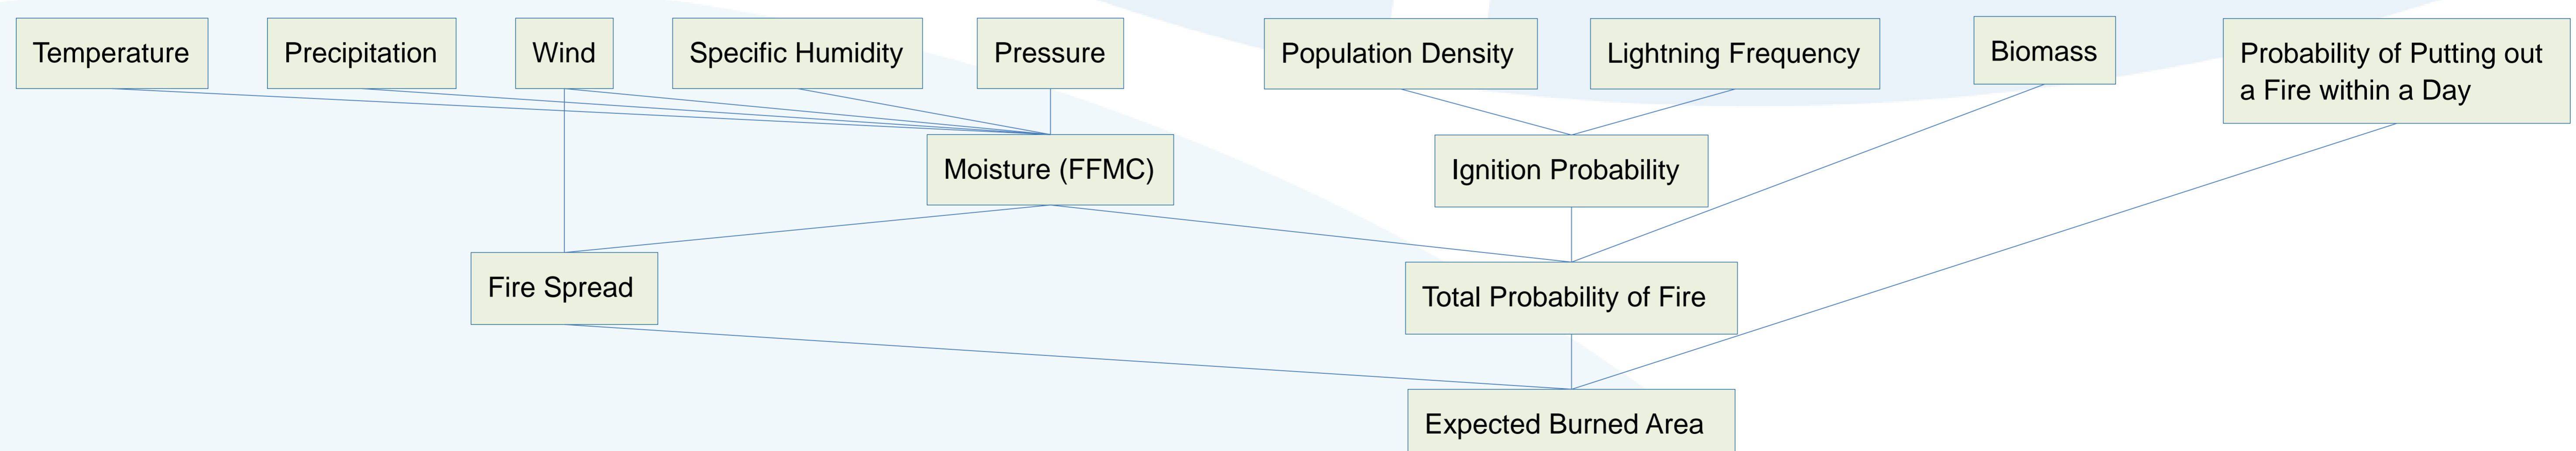 Temperature
Precipitation
Wind
Specific Humidity
Pressure
Population Density
Lightning Frequency
Biomass
Probability of Putting out
a Fire within a Day
Moisture (FFMC)
Ignition Probability
Fire Spread
Total Probability of Fire
Expected Burned Area